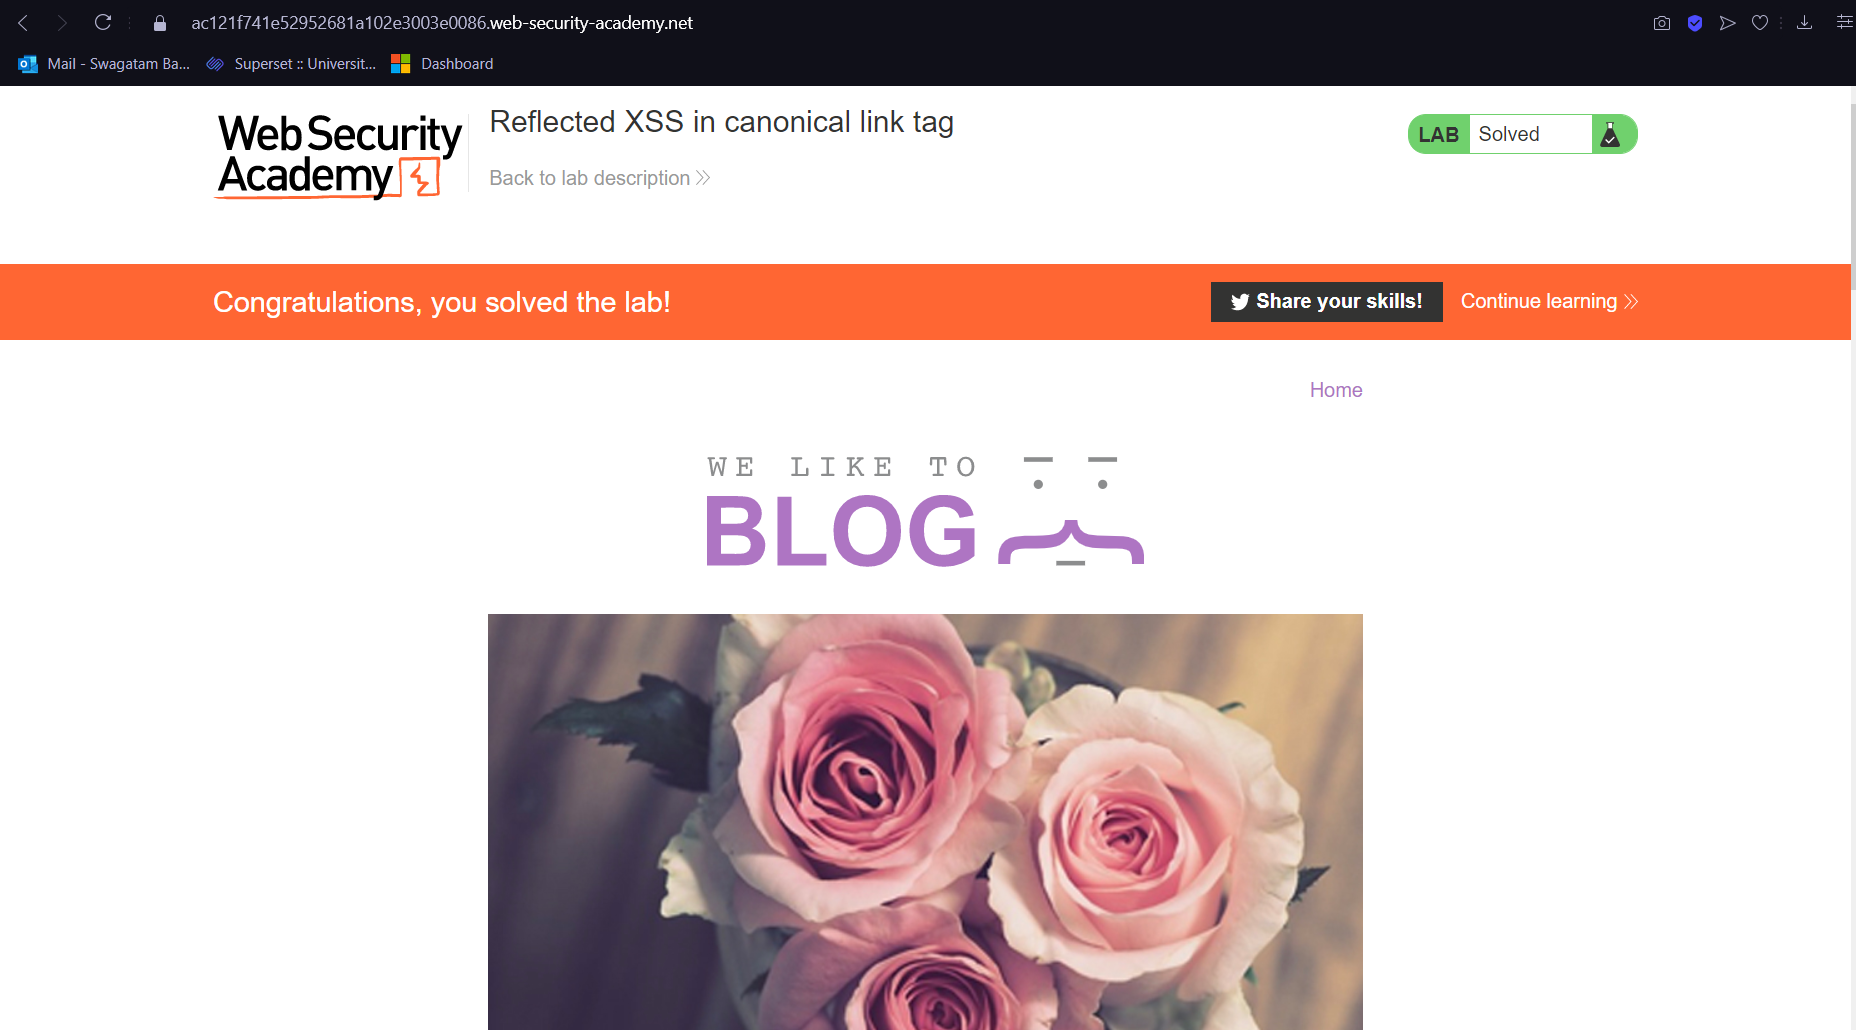 ac121f741e52952681a102e3003e0086.web-security-academy.net
Mail - Swagatam Ba... Superset :: Universit... Dashboard
Web Security
Academy
Reflected XSS in canonical link tag
Back to lab description
LAB Solved
Congratulations, you solved the lab!
Share your skills!
Continue learning
Home
WE LIKE TO
BLOG